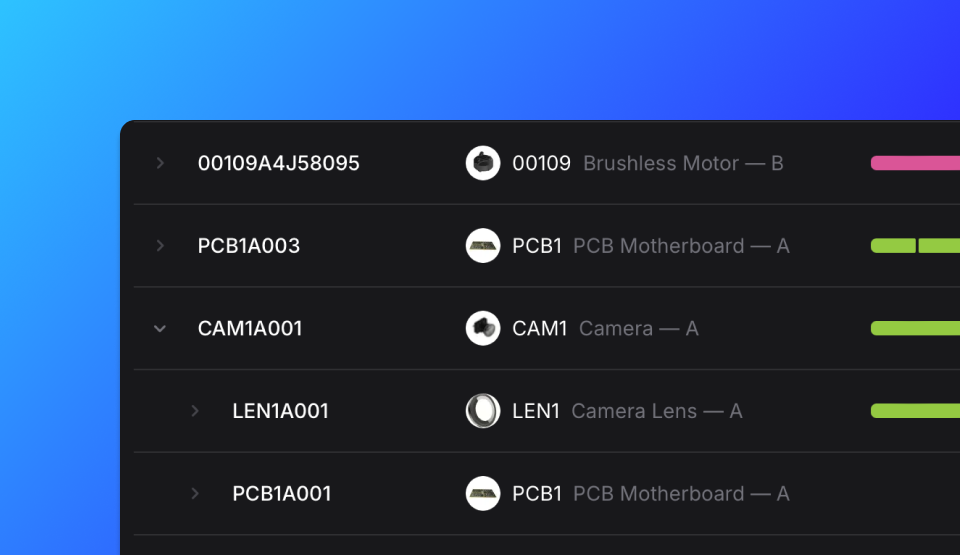 00109A4J58095 00109 Brushless Motor — B
PCB1A003 PCB1 PCB Motherboard — A
CAM1A001 CAM1 Camera — A
LEN1A001 LEN1 Camera Lens — A
PCB1A001 PCB1 PCB Motherboard — A